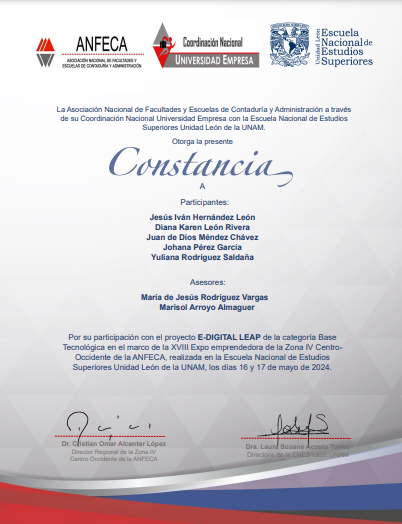 ANFECA
ASOCIACIÓN NACIONAL DE FACULTADES Y
ESCUELAS DE CONTADURÍA Y ADMINISTRACIÓN
Coordinación Nacional
UNIVERSIDAD EMPRESA
Unidad León
Escuela
Nacional de
Estudios
Superiores
La Asociación Nacional de Facultades y Escuelas de Contaduría y Administración a través
de su Coordinación Nacional Universidad Empresa con la Escuela Nacional de Estudios
Superiores Unidad León de la UNAM.
Otorga la presente
Constancia
A
Participantes:
Jesús Iván Hernández León
Diana Karen León Rivera
Juan de Dios Méndez Chávez
Johana Pérez García
Yuliana Rodríguez Saldaña
Asesores:
María de Jesús Rodríguez Vargas
Marisol Arroyo Almaguer
Por su participación con el proyecto E-DIGITAL LEAP de la categoría Base
Tecnológica en el marco de la XVIII Expo emprendedora de la Zona IV Centro-
Occidente de la ANFECA, realizada en la Escuela Nacional de Estudios
Superiores Unidad León de la UNAM, los días 16 y 17 de mayo de 2024.
Dr. Cristian Omar Alcantar López
Director Regional de la Zona IV
Centro Occidente de la ANFECA
Dra. Laura Susana Acosta Torres
Directora de la ENES León UNAM